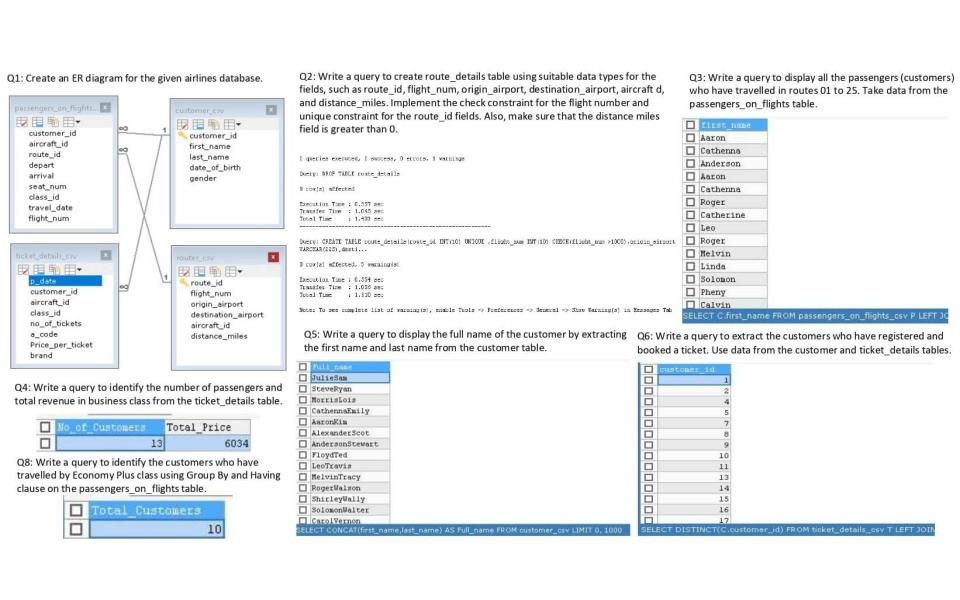 Q1: Create an ER diagram for the given airlines database.
passengers_on_flights...
customer_id
aircraft_id
route_id
depart
arrival
seat_num
class_id
travel_date
flight_num
customer_csv
customer_id
first_name
last_name
date_of_birth
gender
ticket_details_csv
p_date
customer_id
aircraft_id
class_id
no_of_tickets
a_code
Price_per_ticket
brand
routes_csv
route_id
flight_num
origin_airport
destination_airport
aircraft_id
distance_miles
1
1
Q2: Write a query to create route_details table using suitable data types for the
fields, such as route_id, flight_num, origin_airport, destination_airport, aircraft d,
and distance_miles. Implement the check constraint for the flight number and
unique constraint for the route_id fields. Also, make sure that the distance miles
field is greater than 0.
1 queries executed, 1 success, 0 errors, 1 warnings
Query: DROP TABLE route_details
0 row(s) affected
Execution Time : 0.357 sec
Transfer Time : 1.045 sec
Total Time : 1.403 sec
Query: CREATE TABLE route_details(route_id INT(10) UNIQUE ,flight_num INT(10) CHECK(flight_num >1000),origin_airport
VARCHAR(225),desti...
0 row(s) affected, 5 warning(s)
Execution Time : 0.554 sec
Transfer Time : 1.056 sec
Total Time : 1.610 sec
Note: To see complete list of warning(s), enable Tools -> Preferences -> General -> Show Warning(s) in Messages Tab
Q3: Write a query to display all the passengers (customers)
who have travelled in routes 01 to 25. Take data from the
passengers_on_flights table.
first_name
Aaron
Cathenna
Anderson
Aaron
Cathenna
Roger
Catherine
Leo
Roger
Melvin
Linda
Solomon
Pheny
Calvin
SELECT C.first_name FROM passengers_on_flights_csv P LEFT JO
Q4: Write a query to identify the number of passengers and
total revenue in business class from the ticket_details table.
No_of_Customers Total_Price
13 6034
Q8: Write a query to identify the customers who have
travelled by Economy Plus class using Group By and Having
clause on the passengers_on_flights table.
Total_Customers
10
Q5: Write a query to display the full name of the customer by extracting
the first name and last name from the customer table.
Full_name
JulieSam
SteveRyan
MorrisLois
CathennaEmily
AaronKim
AlexanderScot
AndersonStewart
FloydTed
LeoTravis
MelvinTracy
RogerWalson
ShirleyWally
SolomonWalter
CarolVernon
SELECT CONCAT(first_name,last_name) AS Full_name FROM customer_csv LIMIT 0, 1000
Q6: Write a query to extract the customers who have registered and
booked a ticket. Use data from the customer and ticket_details tables.
customer_id
1
2
4
5
7
8
9
10
11
13
14
15
16
17
SELECT DISTINCT(C.customer_id) FROM ticket_details_csv T LEFT JOIN